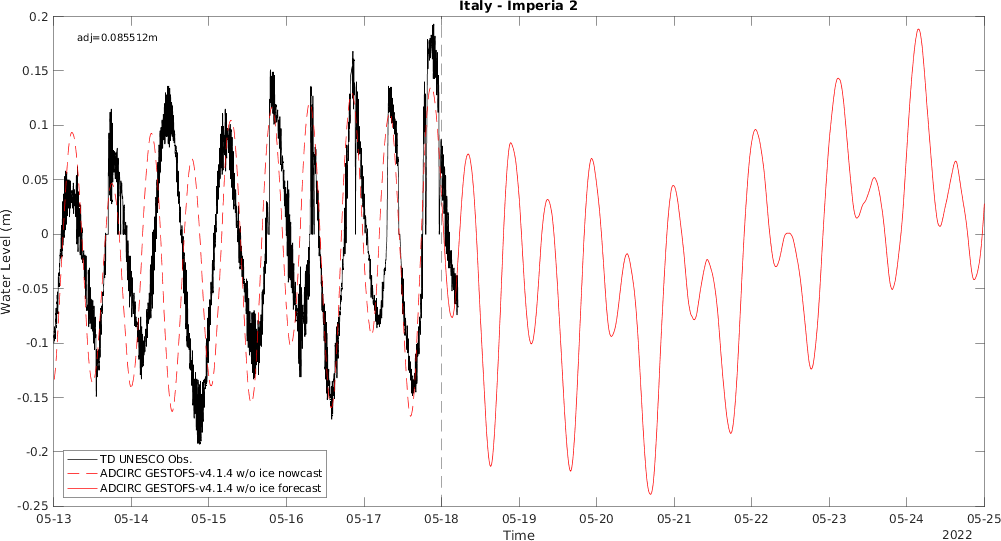 Italy - Imperia 2
adj=0.085512m
0.2
0.15
0.1
0.05
0
-0.05
-0.1
-0.15
-0.2
-0.25
Water Level (m)
TD UNESCO Obs.
ADCIRC GESTOFS-v4.1.4 w/o ice nowcast
ADCIRC GESTOFS-v4.1.4 w/o ice forecast
05-13 05-14 05-15 05-16 05-17 05-18 05-19 05-20 05-21 05-22 05-23 05-24 05-25
Time
2022